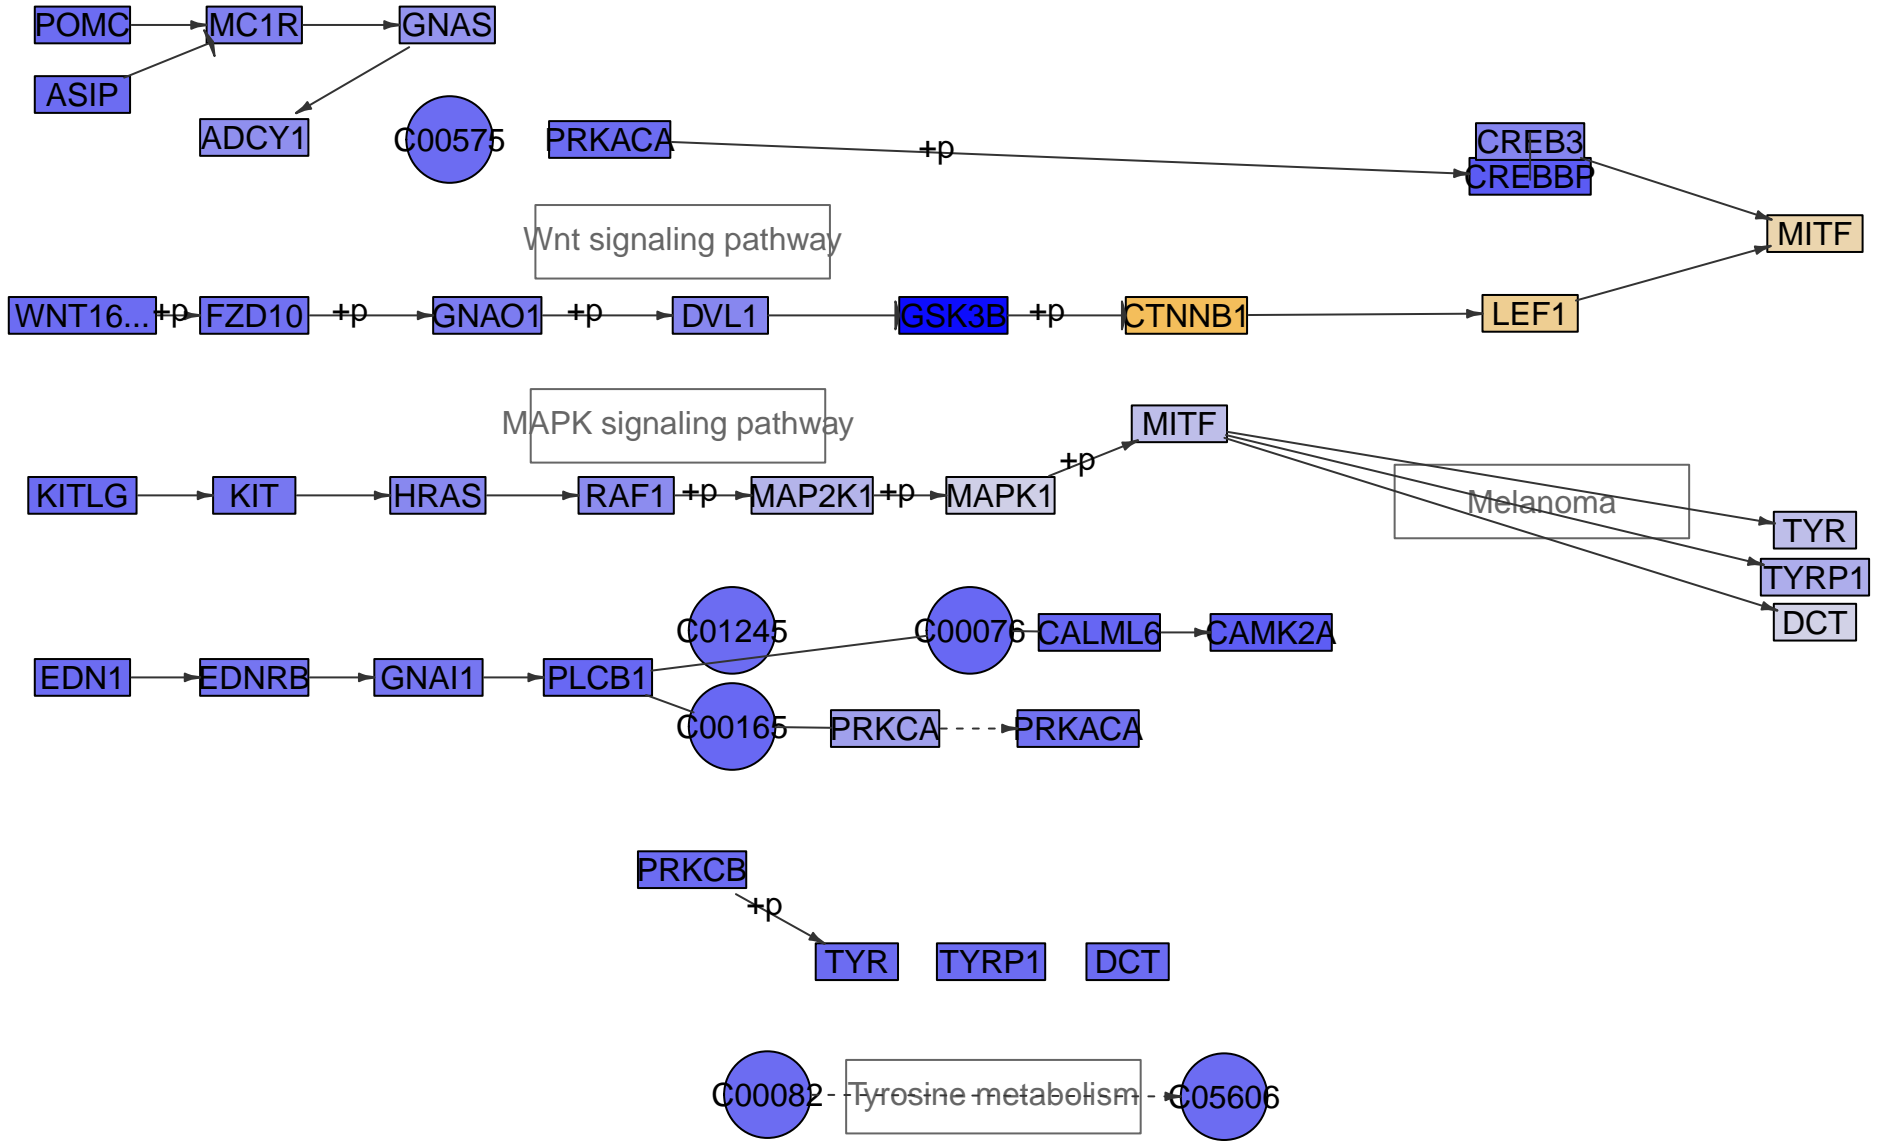 POMC
MC1R
GNAS
ASIP
ADCY1
C00575
PRKACA
+p
CREB3
CREBBP
MITF
Wnt signaling pathway
WNT16...
+p
FZD10
+p
GNAO1
+p
DVL1
GSK3B
+p
CTNNB1
LEF1
MAPK signaling pathway
MITF
+p
KITLG
KIT
HRAS
RAF1
+p
MAP2K1
+p
MAPK1
Melanoma
TYR
TYRP1
DCT
C01245
C00076
CALML6
CAMK2A
EDN1
EDNRB
GNAI1
PLCB1
C00165
PRKCA
PRKACA
PRKCB
+p
TYR
TYRP1
DCT
C00082
Tyrosine metabolism
C05606